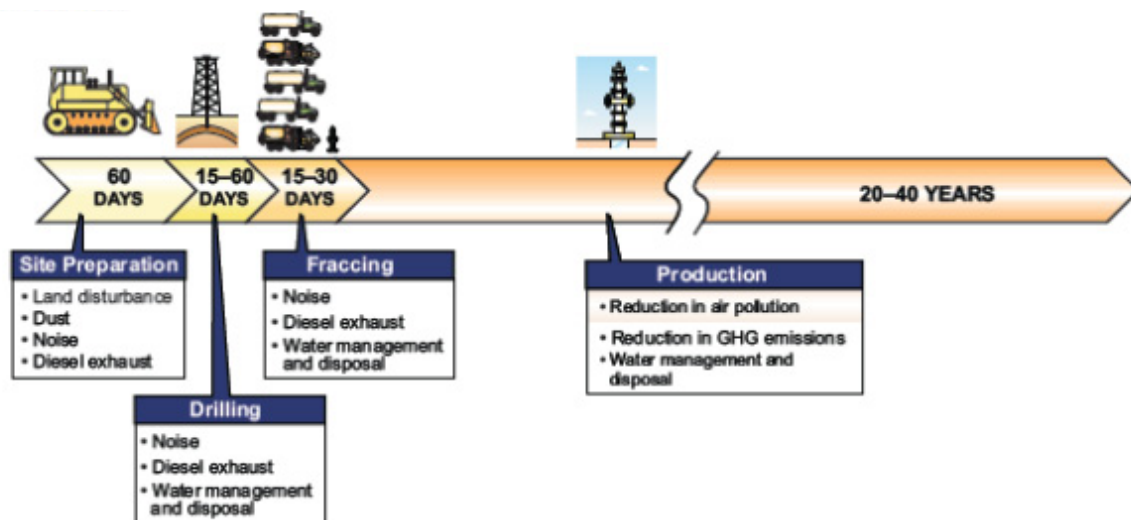 60
DAYS
15–60
DAYS
15–30
DAYS
20–40 YEARS
Site Preparation
• Land disturbance
• Dust
• Noise
• Diesel exhaust
Drilling
• Noise
• Diesel exhaust
• Water management
and disposal
Fraccing
• Noise
• Diesel exhaust
• Water management
and disposal
Production
• Reduction in air pollution
• Reduction in GHG emissions
• Water management and
disposal